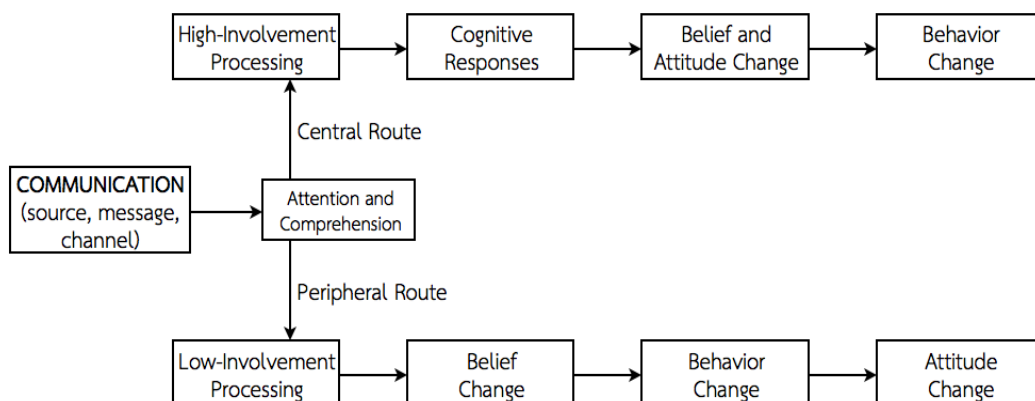 High-Involvement
Processing
Cognitive
Responses
Belief and
Attitude Change
Behavior
Change
Central Route
COMMUNICATION
(source, message,
channel)
Attention and
Comprehension
Peripheral Route
Low-Involvement
Processing
Belief
Change
Behavior
Change
Attitude
Change